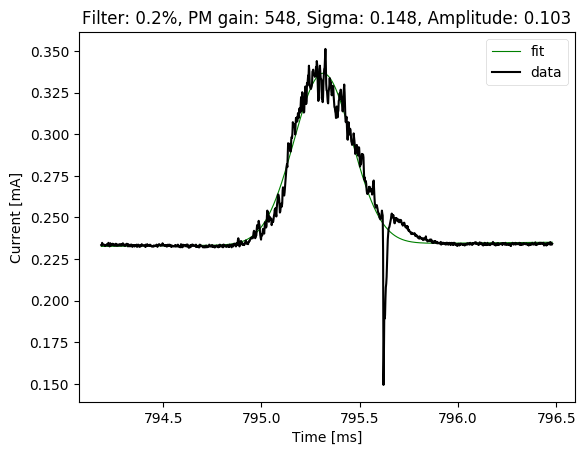 Filter: 0.2%, PM gain: 548, Sigma: 0.148, Amplitude: 0.103
fit
data
Current [mA]
0.350
0.325
0.300
0.275
0.250
0.225
0.200
0.175
0.150
794.5 795.0 795.5 796.0 796.5
Time [ms]